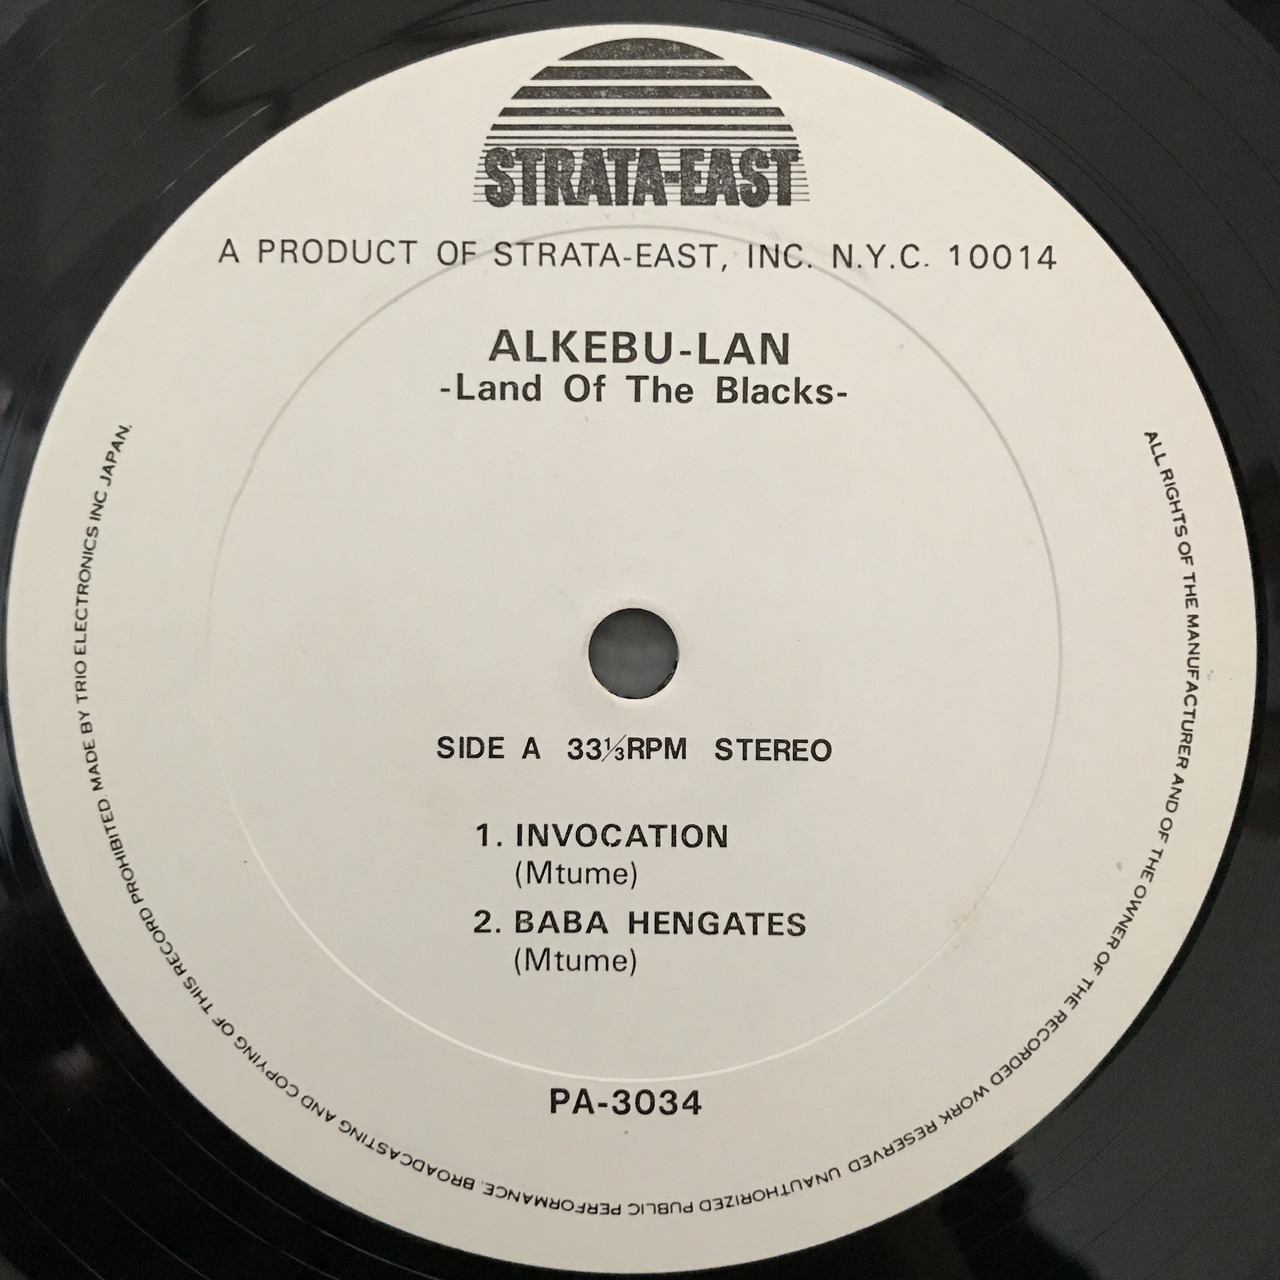 STRATA-EAST
A PRODUCT OF STRATA-EAST, INC. N.Y.C. 10014
ALKEBU-LAN
-Land Of The Blacks-
SIDE A 33⅓RPM STEREO
1. INVOCATION
(Mtume)
2. BABA HENGATES
(Mtume)
PA-3034
ALL RIGHTS OF THE MANUFACTURER AND OF THE OWNER OF THE RECORDED WORK RESERVED UNAUTHORIZED PUBLIC PERFORMANCE. BROADCASTING AND COPYING OF THIS RECORD PROHIBITED. MADE BY TRIO ELECTRONICS INC JAPAN.